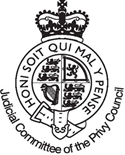 HONI SOIT QUI MAL Y PENSE
Judicial Committee of the Privy Council